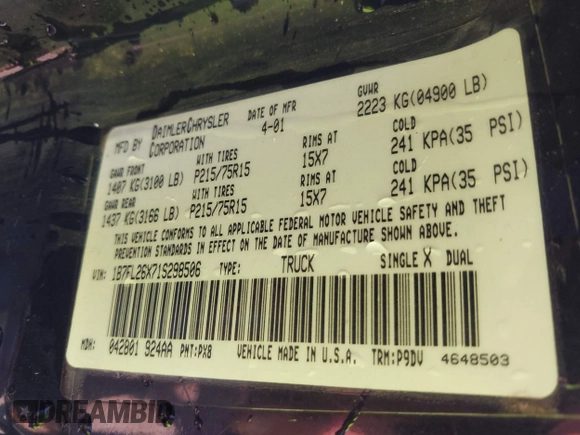 MFD BY DAIMLERCHRYSLER CORPORATION
DATE OF MFR 4-01
GVWR 2223 KG(04900 LB)
GAWR FRONT WITH TIRES RIMS AT COLD
1407 KG(3100 LB) P215/75R15 15X7 241 KPA(35 PSI)
GAWR REAR WITH TIRES RIMS AT COLD
1437 KG(3166 LB) P215/75R15 15X7 241 KPA(35 PSI)
THIS VEHICLE CONFORMS TO ALL APPLICABLE FEDERAL MOTOR VEHICLE SAFETY AND THEFT
PREVENTION STANDARDS IN EFFECT ON THE DATE OF MANUFACTURE SHOWN ABOVE.
VIN: 1B7FL26X71S298506 TYPE: TRUCK SINGLE X DUAL
MDH: 042801 924AA PNT:PX8 VEHICLE MADE IN U.S.A. TRM:P9DV 4648503
DREAMBID